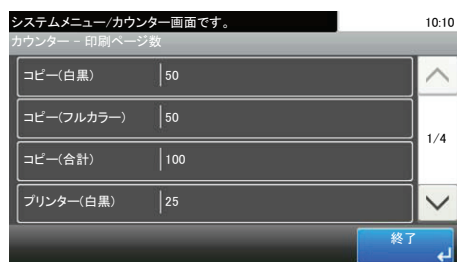 システムメニュー/カウンター画面です。 10:10
カウンター - 印刷ページ数
コピー(白黒) 50
コピー(フルカラー) 50
1/4
コピー(合計) 100
プリンター(白黒) 25
終了